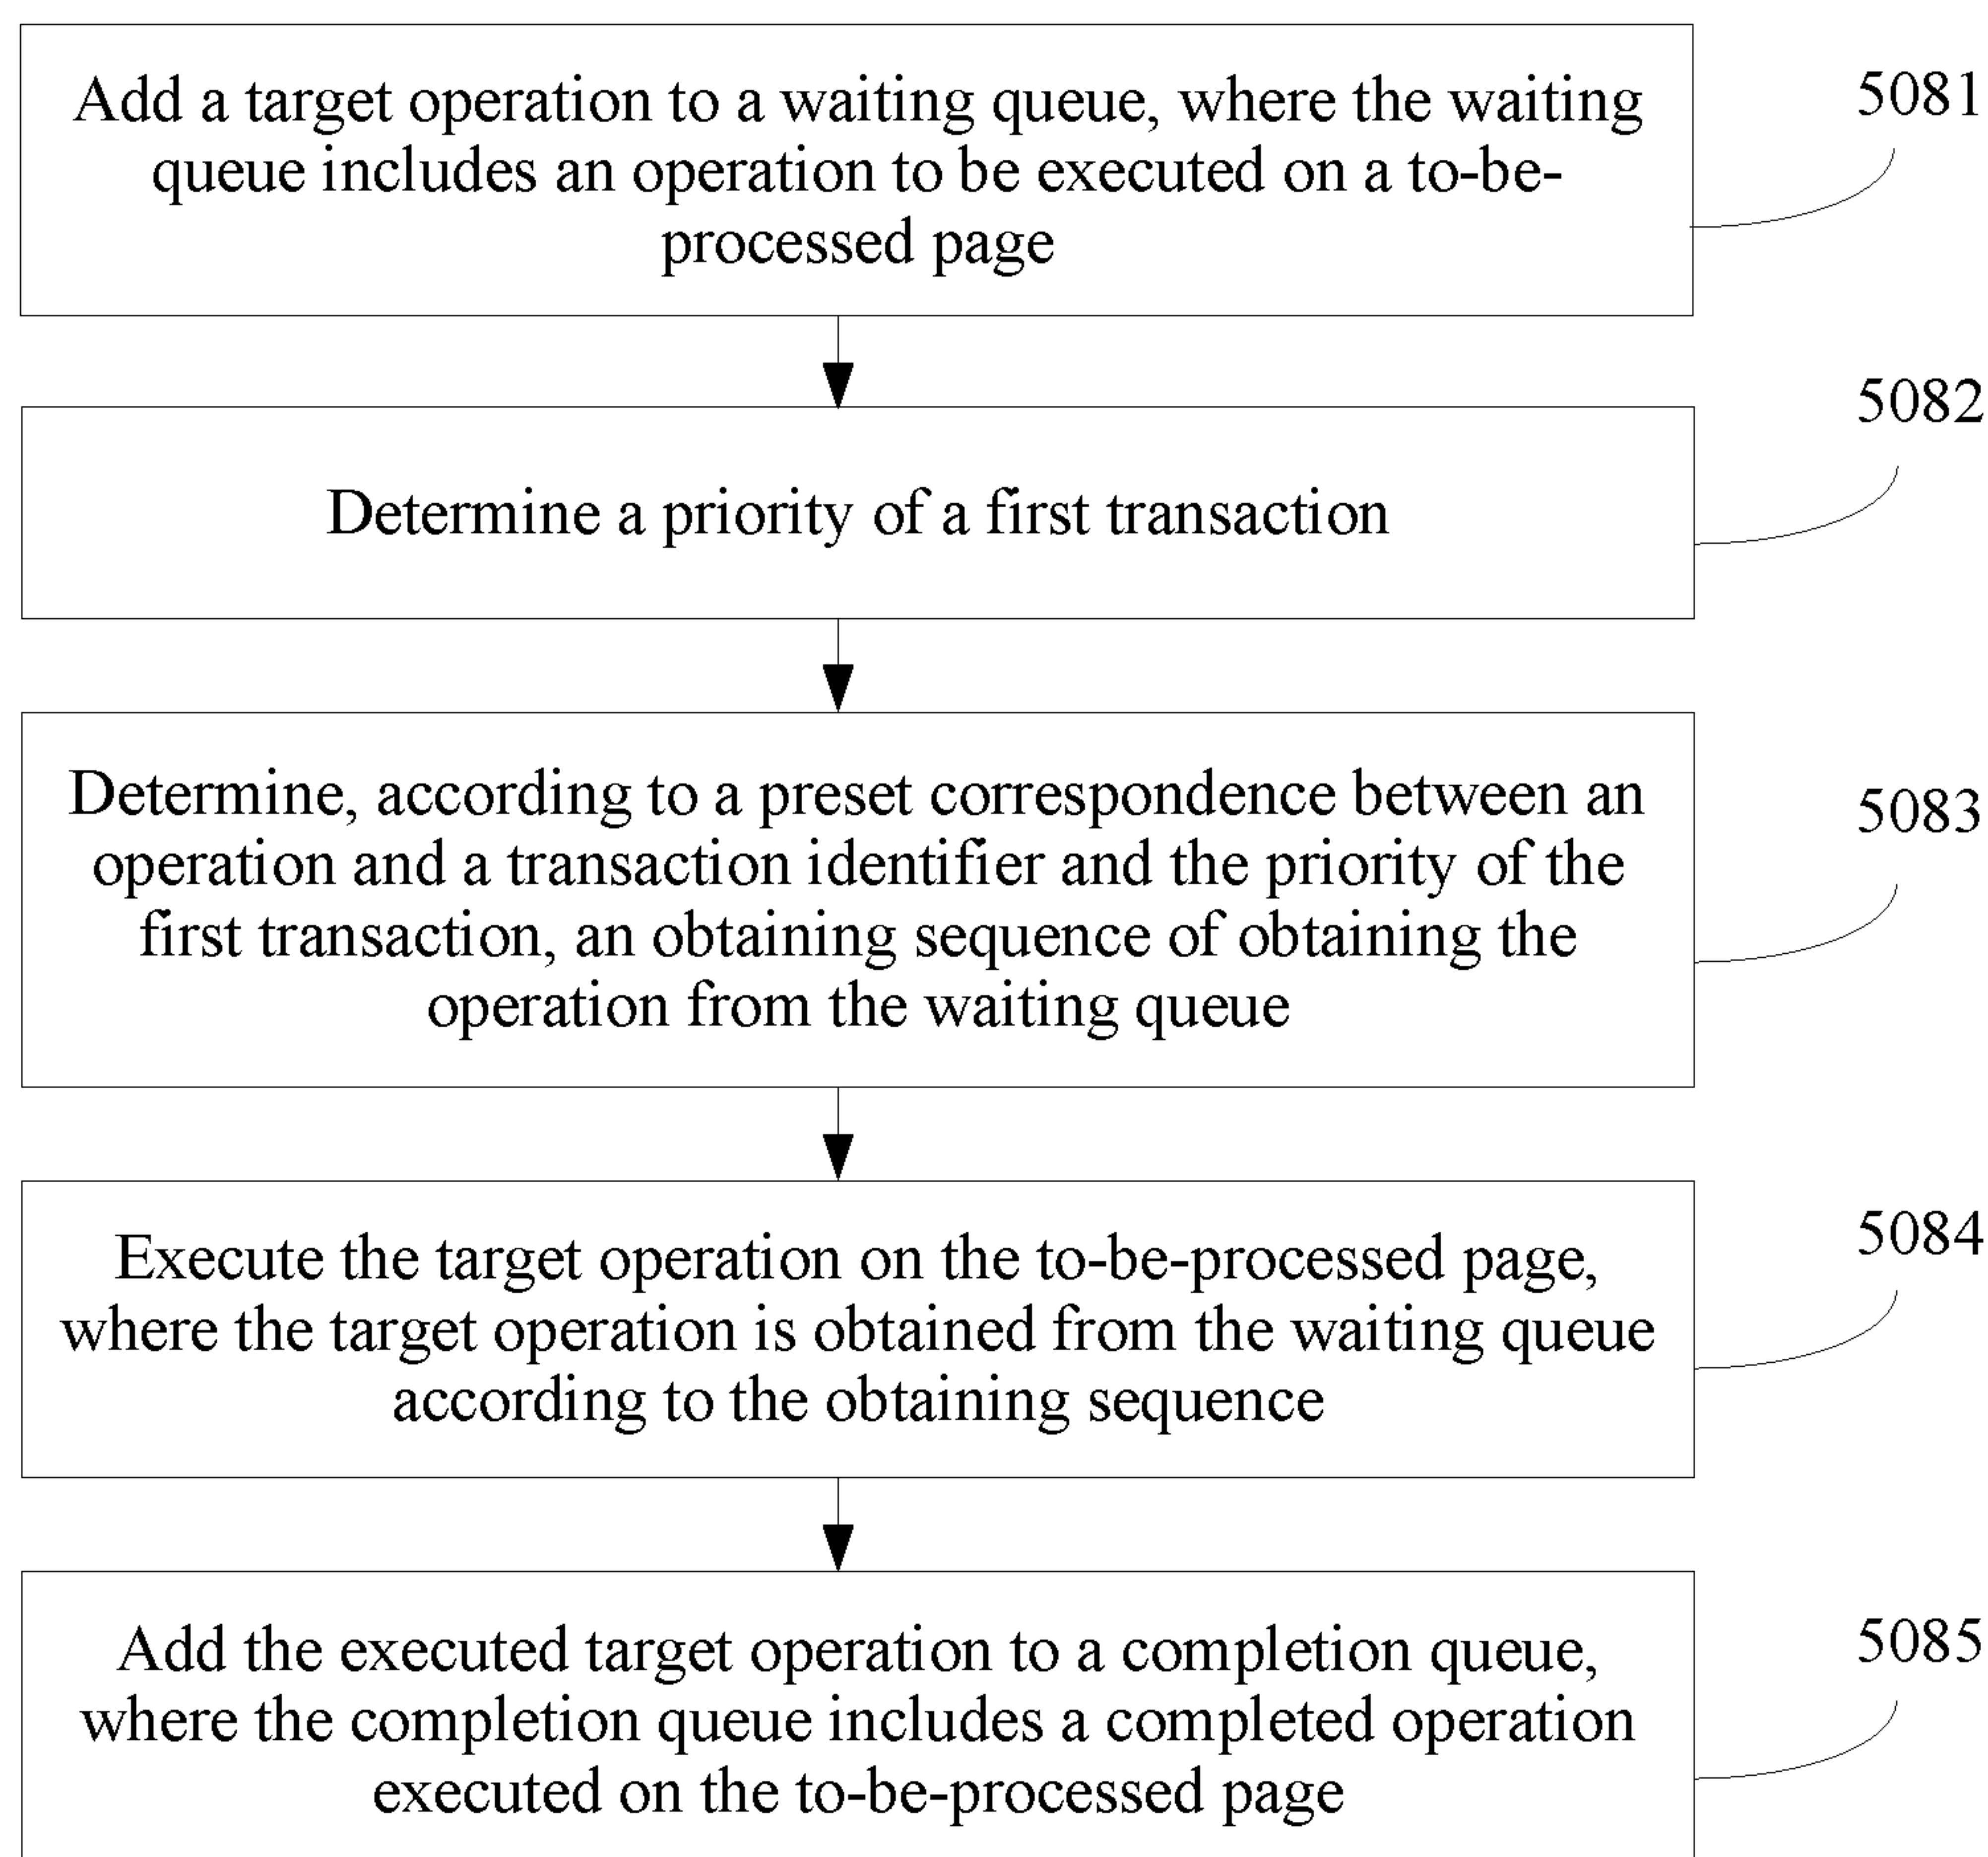 Add a target operation to a waiting queue, where the waiting
queue includes an operation to be executed on a to-be-
processed page
5081
Determine a priority of a first transaction
5082
Determine, according to a preset correspondence between an
operation and a transaction identifier and the priority of the
first transaction, an obtaining sequence of obtaining the
operation from the waiting queue
5083
Execute the target operation on the to-be-processed page,
where the target operation is obtained from the waiting queue
according to the obtaining sequence
5084
Add the executed target operation to a completion queue,
where the completion queue includes a completed operation
executed on the to-be-processed page
5085